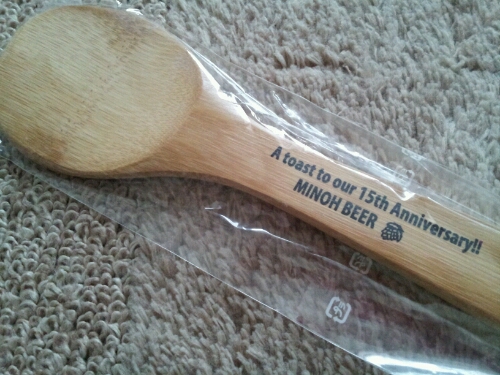 A toast to our 15th Anniversary!!
MINOH BEER